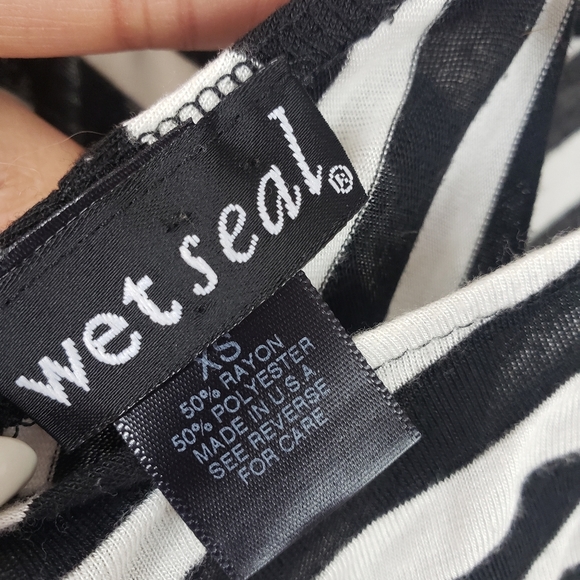 wet seal®
XS
50% RAYON
50% POLYESTER
MADE IN U.S.A
SEE REVERSE
FOR CARE